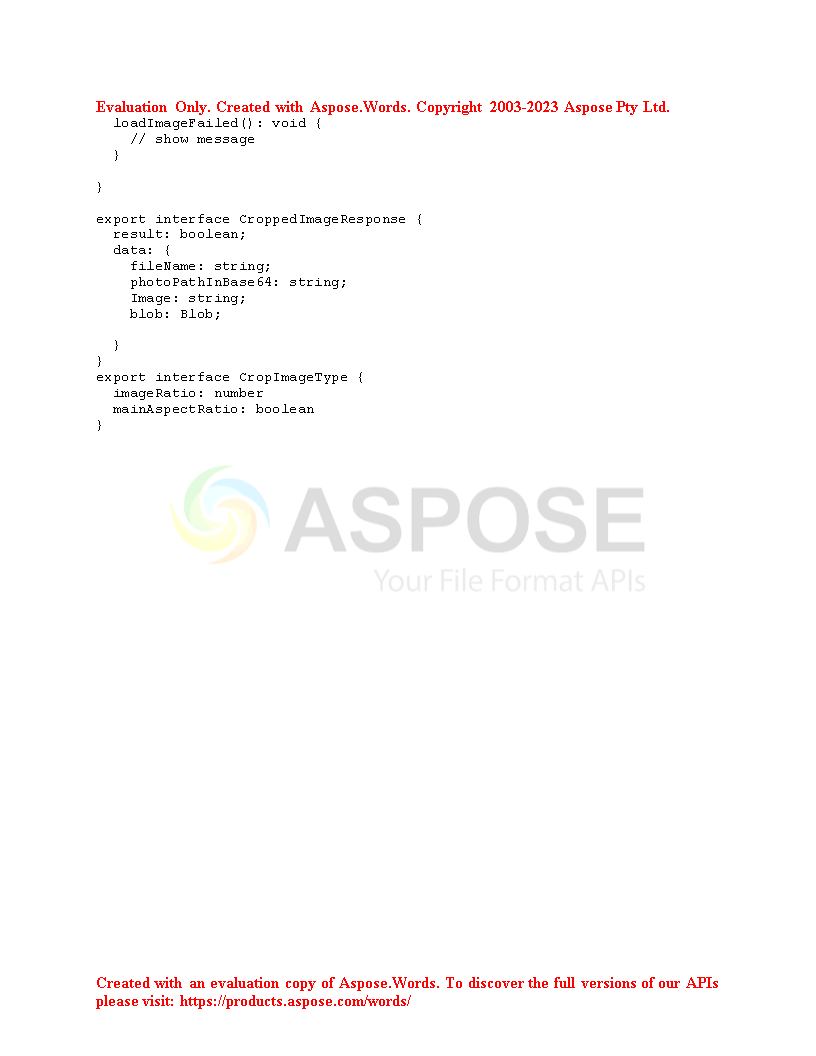 Evaluation Only. Created with Aspose.Words. Copyright 2003-2023 Aspose Pty Ltd.
  loadImageFailed(): void {
    // show message
  }

}

export interface CroppedImageResponse {
  result: boolean;
  data: {
    fileName: string;
    photoPathInBase64: string;
    Image: string;
    blob: Blob;

  }
}
export interface CropImageType {
  imageRatio: number
  mainAspectRatio: boolean
}
ASPOSE
Your File Format APIs
Created with an evaluation copy of Aspose.Words. To discover the full versions of our APIs
please visit: https://products.aspose.com/words/